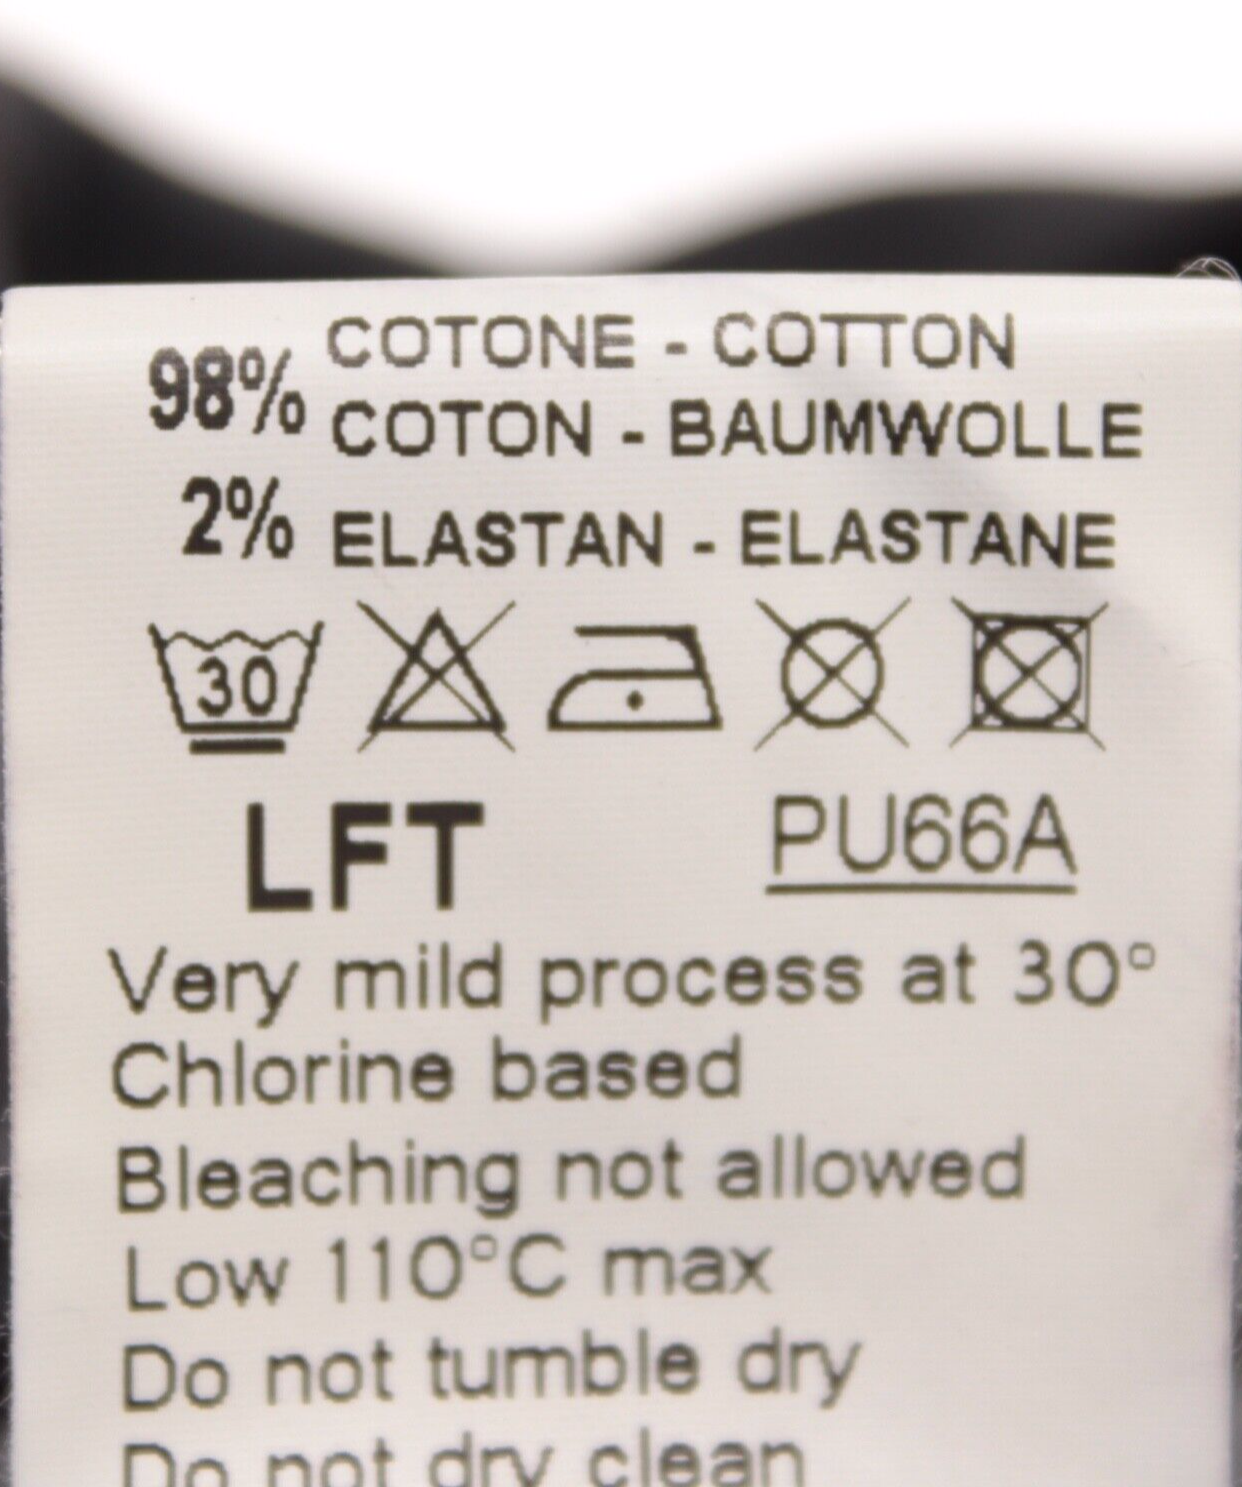 98% COTONE - COTTON
COTON - BAUMWOLLE
2% ELASTAN - ELASTANE
30
LFT PU66A
Very mild process at 30°
Chlorine based
Bleaching not allowed
Low 110°C max
Do not tumble dry
Do not dry clean